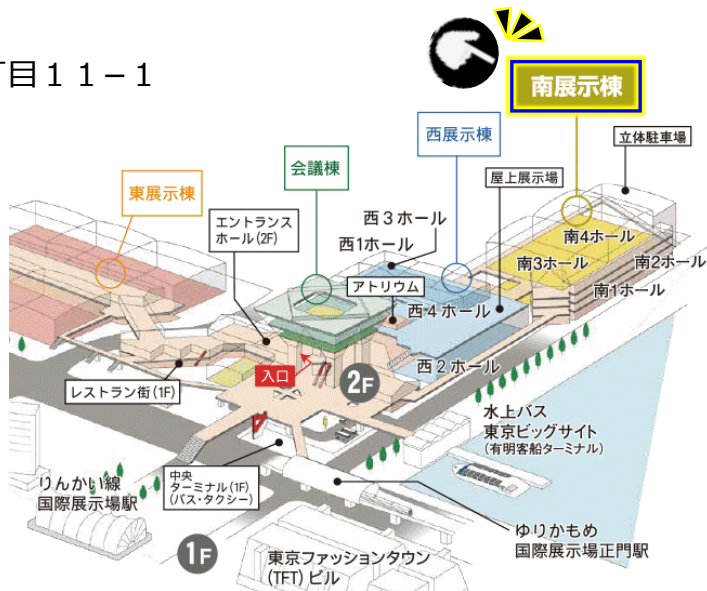 丁目１１－１
南展示棟
西展示棟
立体駐車場
会議棟
東展示棟
屋上展示場
エントランス
ホール(2F)
西３ホール
西1ホール
南4ホール
南3ホール
南2ホール
南1ホール
アトリウム
西４ホール
西２ホール
入口
2F
レストラン街(1F)
水上バス
東京ビッグサイト
(有明客船ターミナル)
りんかい線
国際展示場駅
中央
ターミナル(1F)
(バス・タクシー)
ゆりかもめ
国際展示場正門駅
1F
東京ファッションタウン
(TFT)ビル